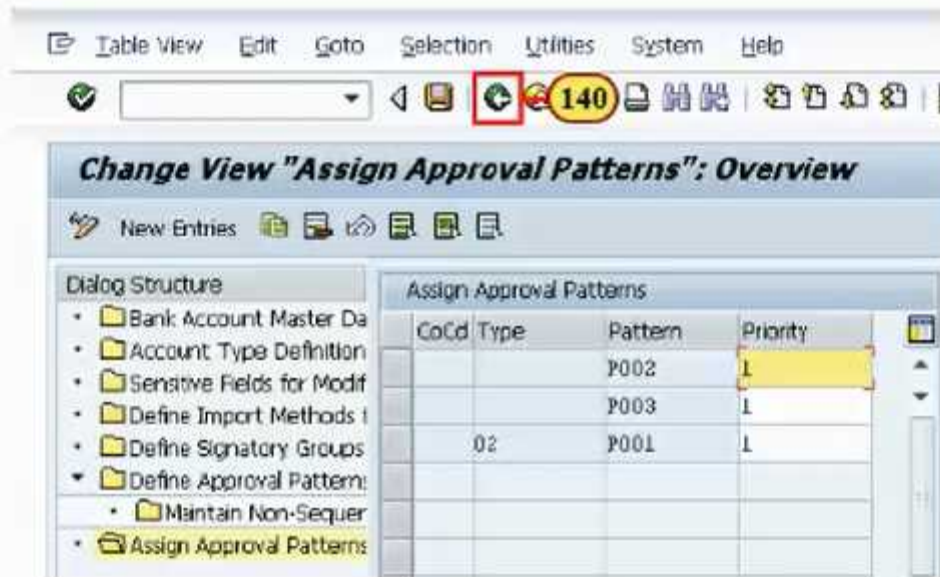 Table View Edit Goto Selection Utilities System Help
140
Change View "Assign Approval Patterns": Overview
New Entries
Dialog Structure
Bank Account Master Da
Account Type Definition
Sensitive Fields for Modif
Define Import Methods f
Define Signatory Groups
Define Approval Patterns
Maintain Non-Sequer
Assign Approval Patterns
Assign Approval Patterns
CoCd Type Pattern Priority
P002 1
P003 1
02 P001 1